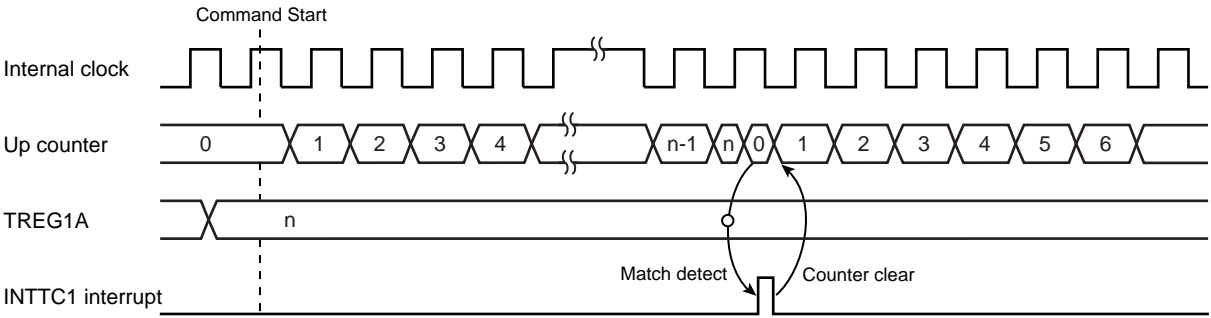 Command Start
Internal clock
Up counter 0 1 2 3 4 n-1 n 0 1 2 3 4 5 6
TREG1A n
Match detect Counter clear
INTTC1 interrupt